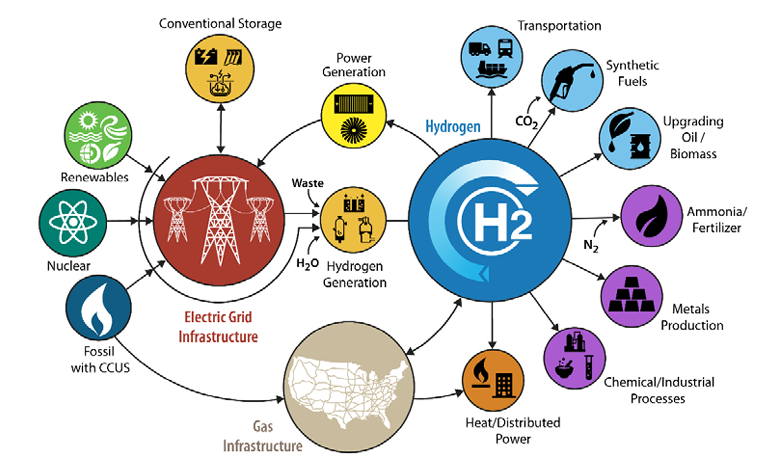 Conventional Storage
Transportation
Power
Generation
Synthetic
Fuels
CO2
Hydrogen
Upgrading
Oil /
Biomass
Renewables
Waste
H2
Ammonia/
Fertilizer
N2
Nuclear
H2O
Hydrogen
Generation
Electric Grid
Infrastructure
Metals
Production
Fossil
with CCUS
Chemical/Industrial
Processes
Gas
Infrastructure
Heat/Distributed
Power